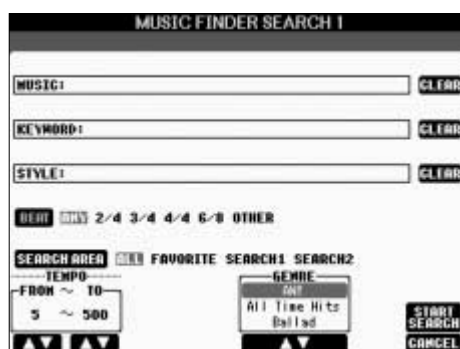 MUSIC FINDER SEARCH 1
MUSIC: CLEAR
KEYWORD: CLEAR
STYLE: CLEAR
BEAT ANY 2/4 3/4 4/4 6/8 OTHER
SEARCH AREA ALL FAVORITE SEARCH1 SEARCH2
TEMPO GENRE
FROM ~ TO ANY
5 ~ 500 All Time Hits
Ballad
START SEARCH
CANCEL